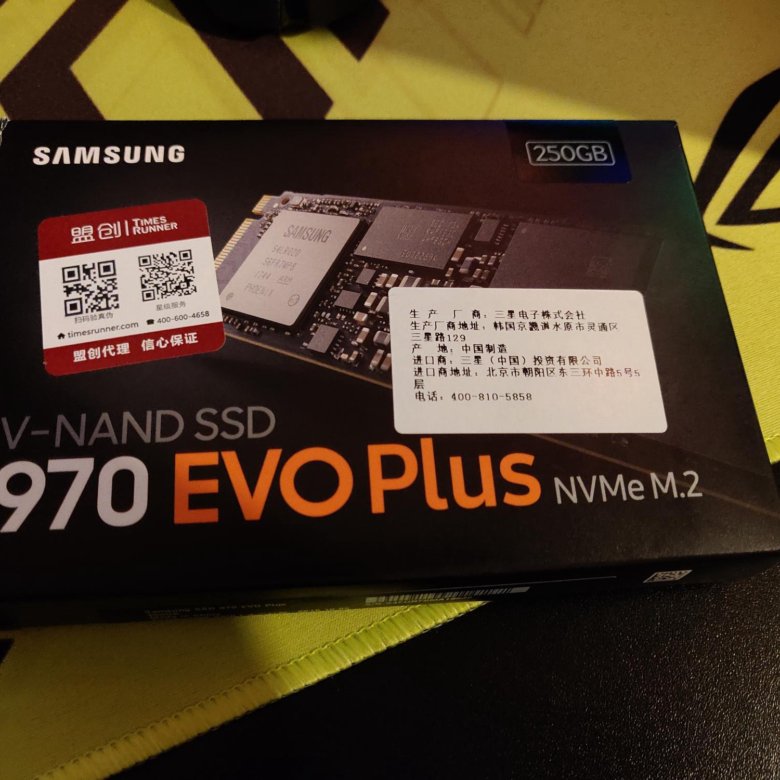 SAMSUNG
250GB
盟创 TIMES RUNNER
扫码验真伪
星级服务
timesrunner.com 400-600-4658
盟创代理 信心保证
SAMSUNG
生 产 厂 商：三星电子株式会社
生产厂商地址：韩国京畿道水原市灵通区
三星路129
产 地：中国制造
进口商：三星（中国）投资有限公司
进口商地址：北京市朝阳区东三环中路5号5
层
电话：400-810-5858
V-NAND SSD
970 EVO Plus NVMe M.2
Samsung SSD 970 EVO Plus